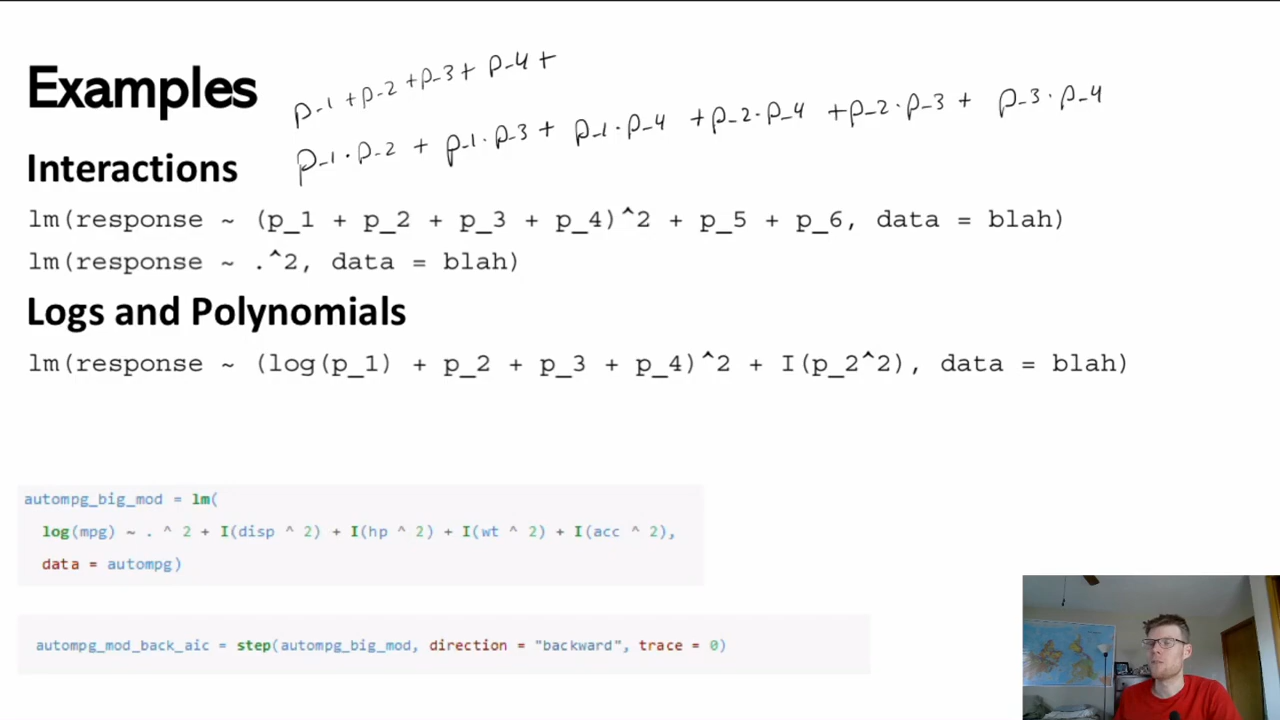 Examples
p_1 + p_2 + p_3 + p_4 +
p_1 · p_2 + p_1 · p_3 + p_1 · p_4 + p_2 · p_4 + p_2 · p_3 + p_3 · p_4
Interactions
lm(response ~ (p_1 + p_2 + p_3 + p_4)^2 + p_5 + p_6, data = blah)
lm(response ~ .^2, data = blah)
Logs and Polynomials
lm(response ~ (log(p_1) + p_2 + p_3 + p_4)^2 + I(p_2^2), data = blah)
autompg_big_mod = lm(
log(mpg) ~ . ^ 2 + I(disp ^ 2) + I(hp ^ 2) + I(wt ^ 2) + I(acc ^ 2),
data = autompg)
autompg_mod_back_aic = step(autompg_big_mod, direction = "backward", trace = 0)